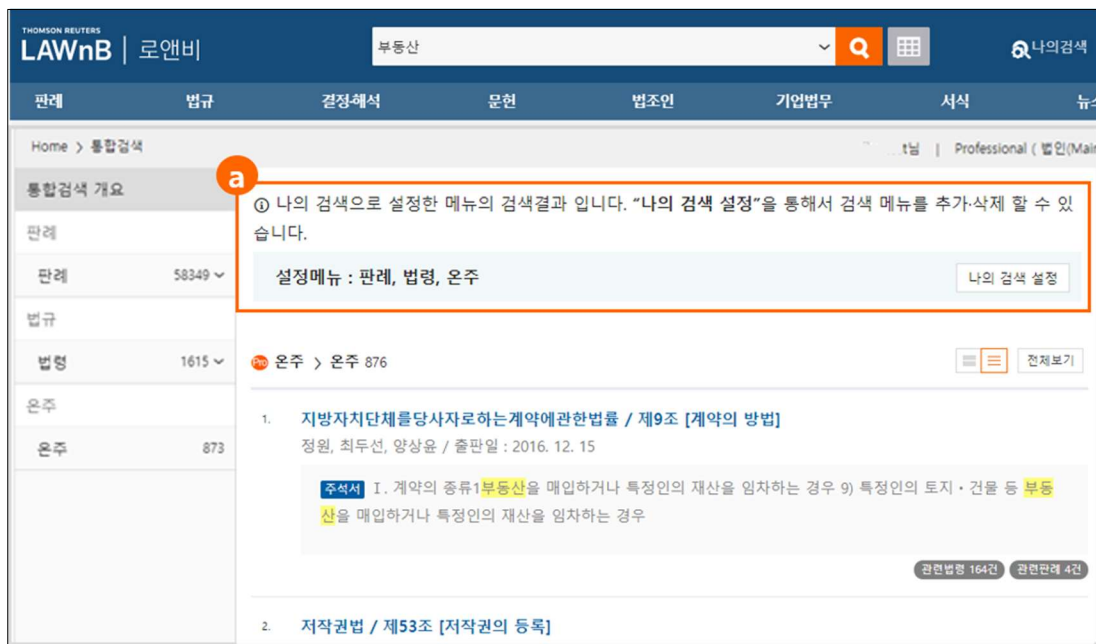 THOMSON REUTERS
LAWnB | 로앤비
부동산
나의검색
판례 법규 결정·해석 문헌 법조인 기업법무 서식
Home > 통합검색
t님 | Professional ( 법인(Mai
통합검색 개요
a
나의 검색으로 설정한 메뉴의 검색결과 입니다. “나의 검색 설정”을 통해서 검색 메뉴를 추가·삭제 할 수 있
습니다.
판례
판례 58349
설정메뉴 : 판례, 법령, 온주
나의 검색 설정
법규
법령 1615
온주
온주 873
Pro 온주 > 온주 876
전체보기
1. 지방자치단체를당사자로하는계약에관한법률 / 제9조 [계약의 방법]
정원, 최두선, 양상윤 / 출판일 : 2016. 12. 15
주석서 Ⅰ. 계약의 종류1부동산을 매입하거나 특정인의 재산을 임차하는 경우 9) 특정인의 토지・건물 등 부동
산을 매입하거나 특정인의 재산을 임차하는 경우
관련법령 164건 관련판례 4건
2. 저작권법 / 제53조 [저작권의 등록]